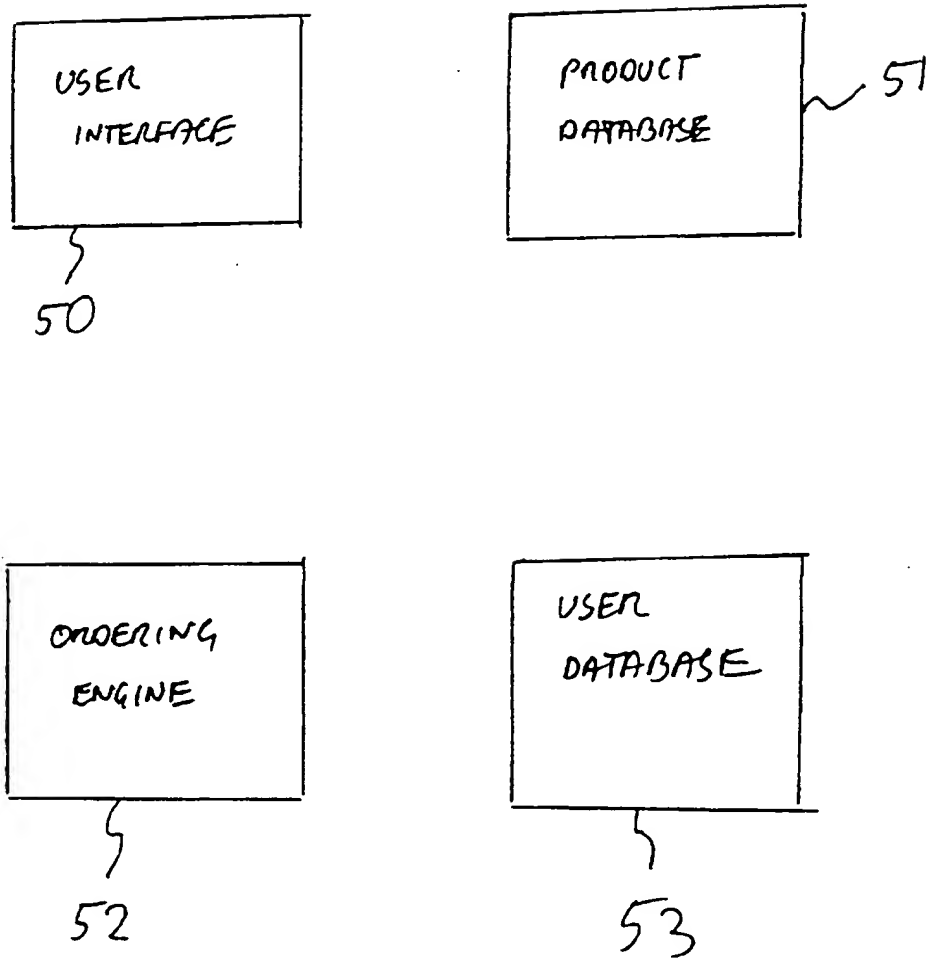 USER
INTERFACE
50
PRODUCT
DATABASE
51
ORDERING
ENGINE
52
USER
DATABASE
53